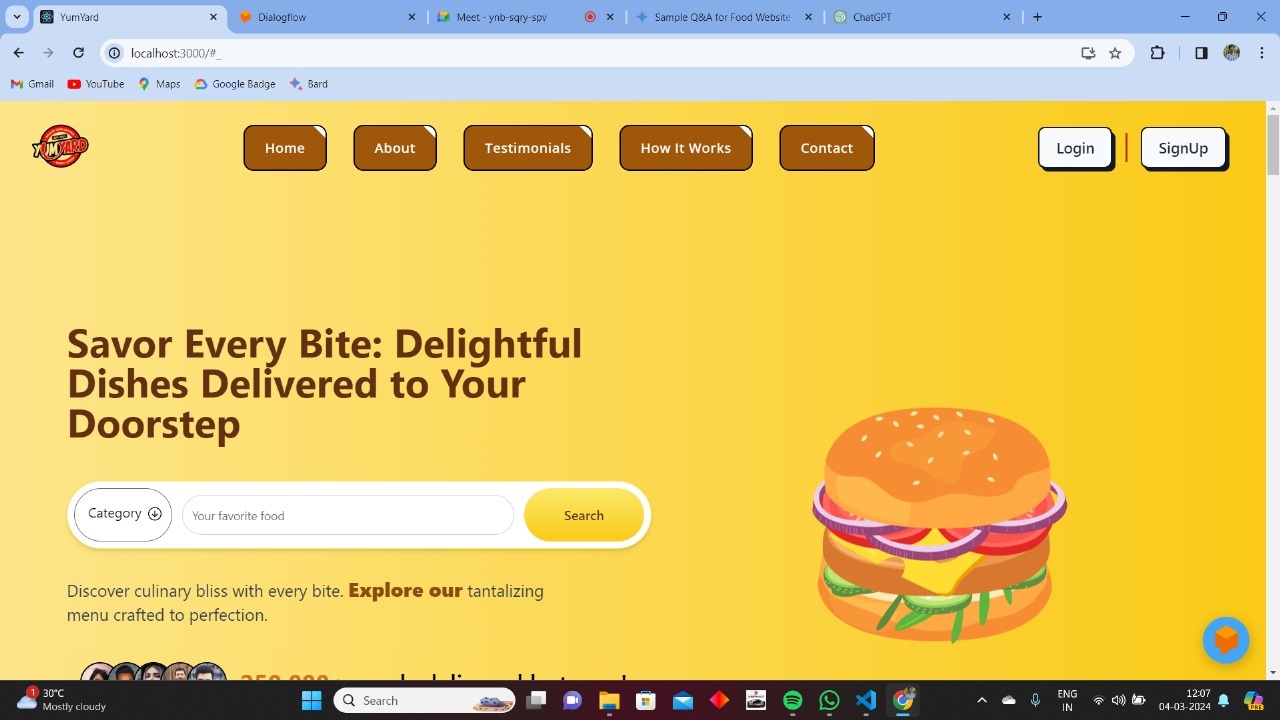 YumYard
Dialogflow
Meet - ynb-sqry-spv
Sample Q&A for Food Website
ChatGPT
localhost:3000/#_
Gmail
YouTube
Maps
Google Badge
Bard
YUMYARD
Home
About
Testimonials
How It Works
Contact
Login
SignUp
Savor Every Bite: Delightful
Dishes Delivered to Your
Doorstep
Category
Your favorite food
Search
Discover culinary bliss with every bite. Explore our tantalizing
menu crafted to perfection.
1
30°C
Mostly cloudy
Search
ENG
IN
12:07
04-03-2024
PRE